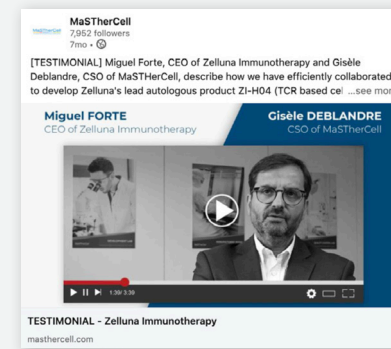 MaSTherCell
7,952 followers
7mo •
[TESTIMONIAL] Miguel Forte, CEO of Zelluna Immunotherapy and Gisèle
Deblandre, CSO of MaSTHerCell, describe how we have efficiently collaborated
to develop Zelluna's lead autologous product ZI-H04 (TCR based cel ...see mor
Miguel FORTE
CEO of Zelluna Immunotherapy
Gisèle DEBLANDRE
CSO of MaSTherCell
1:39/3:39
TESTIMONIAL - Zelluna Immunotherapy
masthercell.com